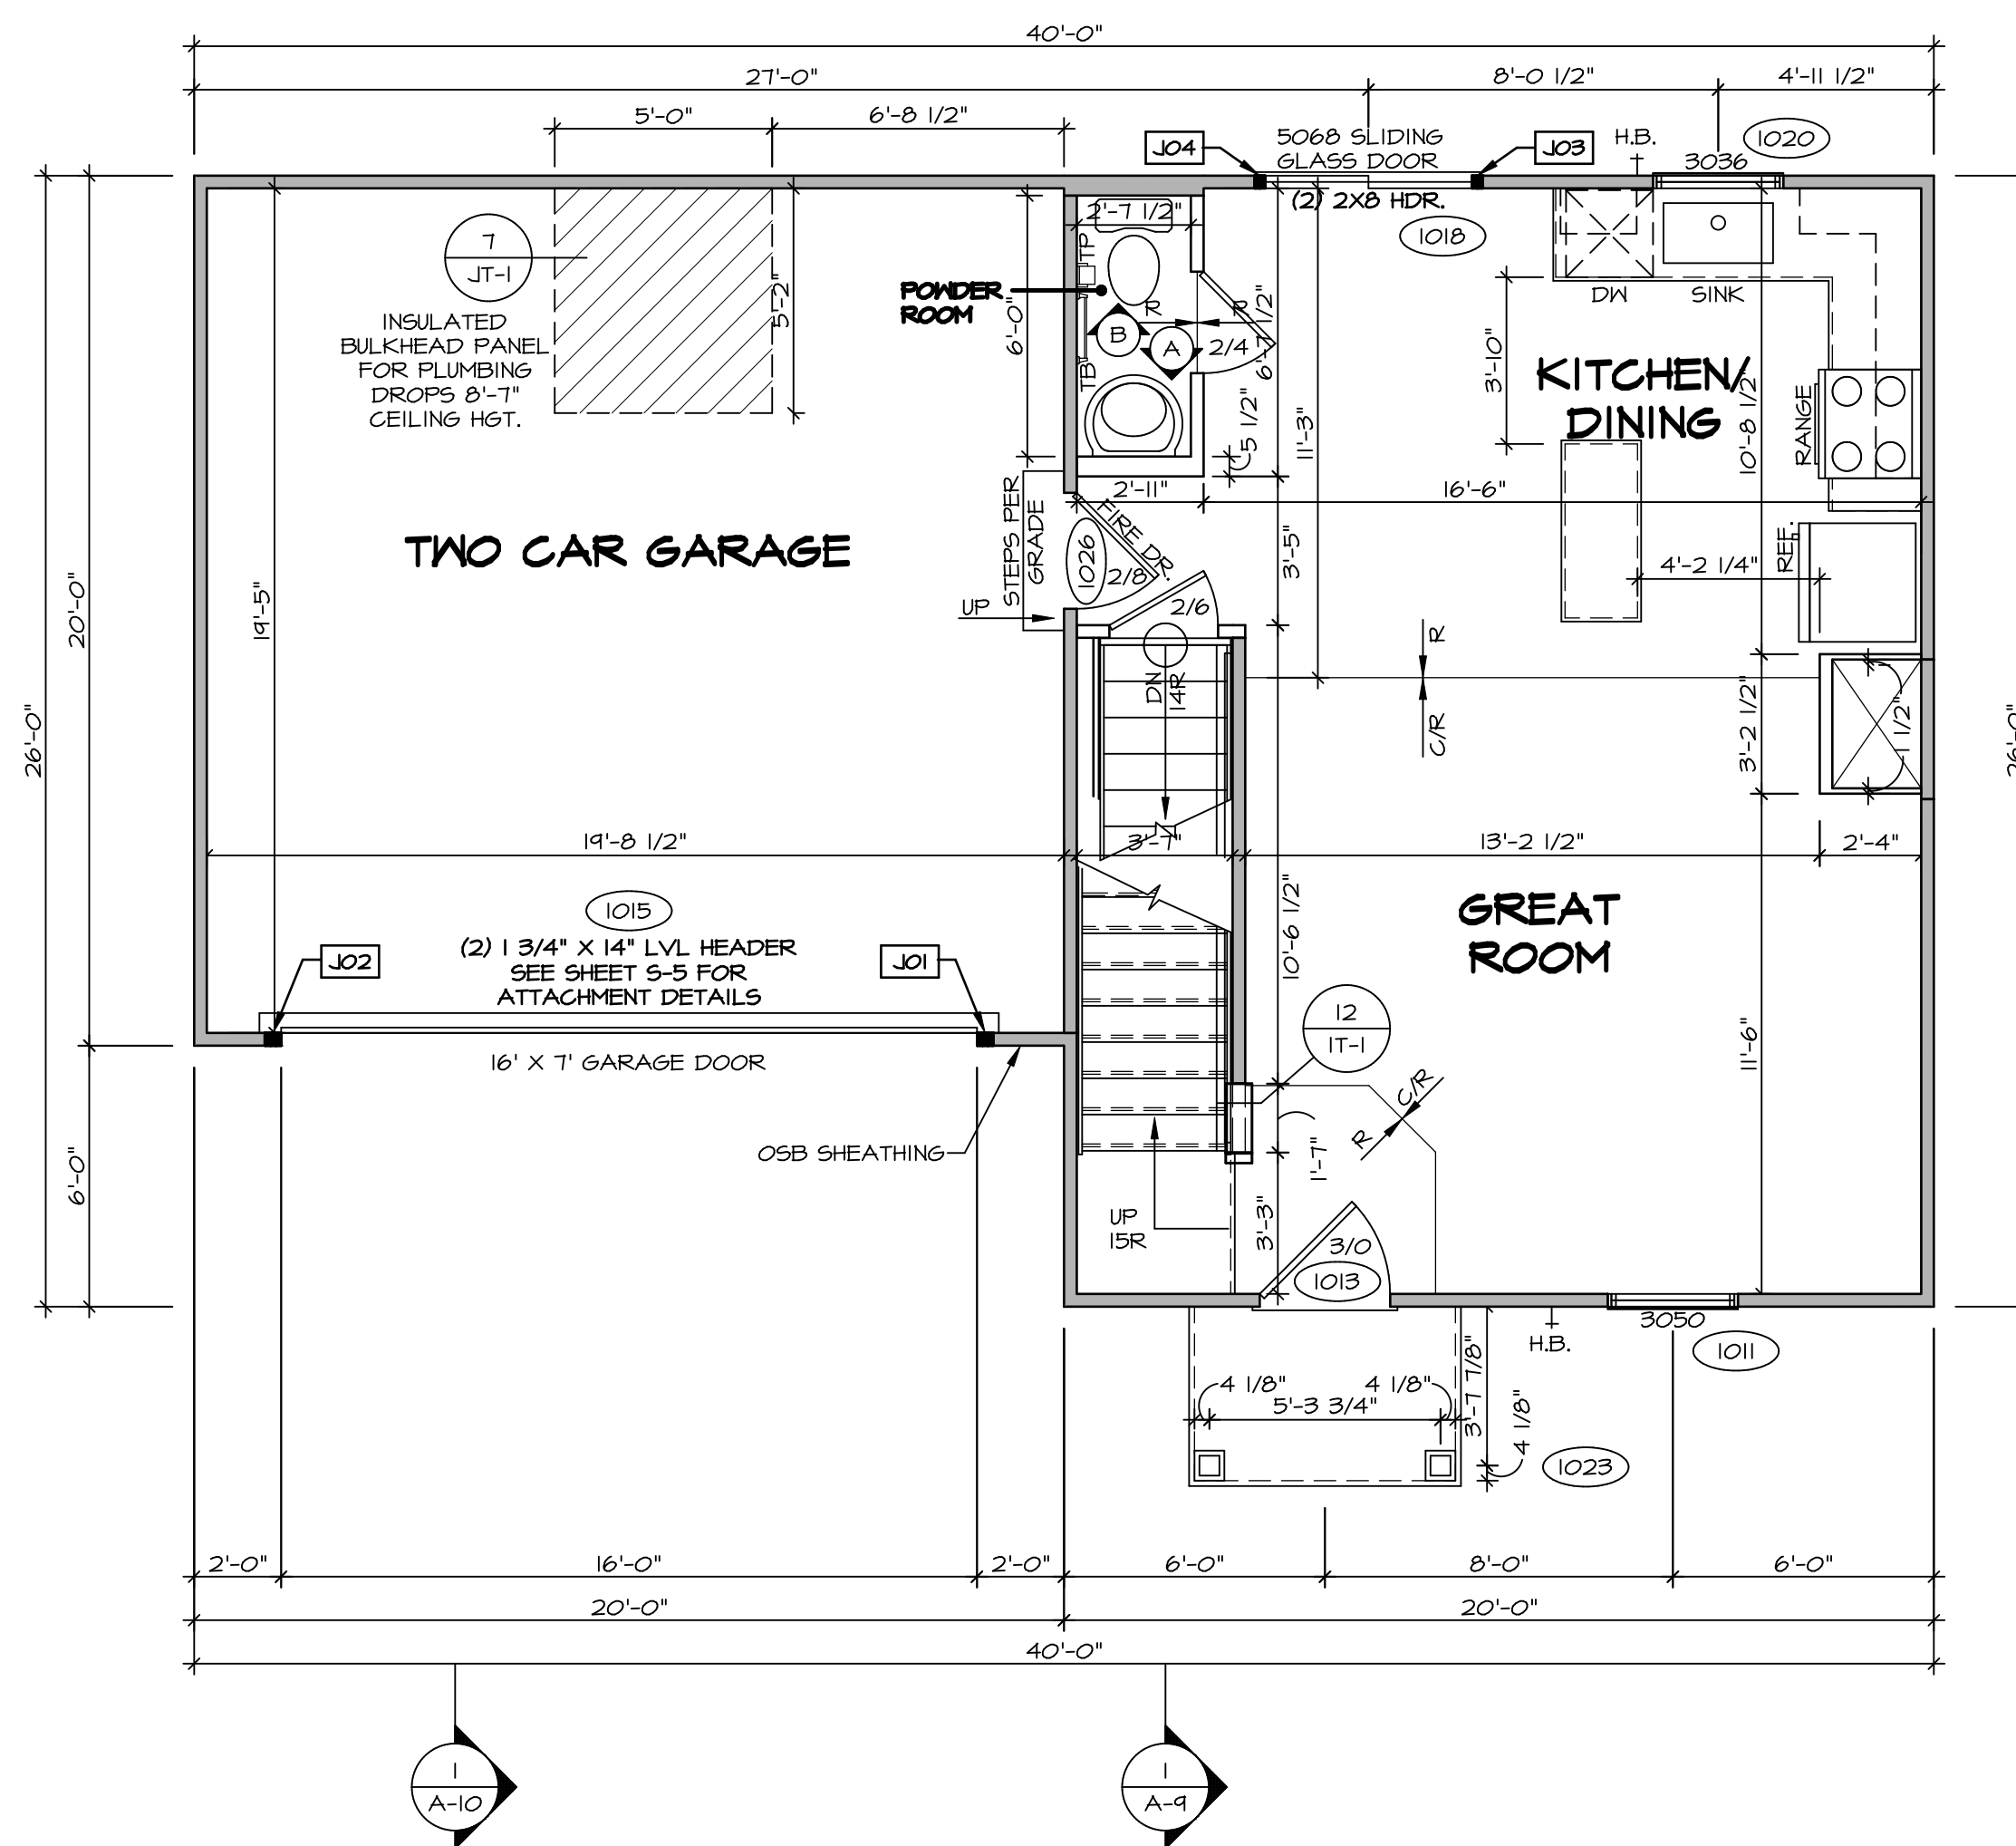 40'-0"
27'-0"
8'-0 1/2"
4'-11 1/2"
5'-0"
6'-8 1/2"
J04
5068 SLIDING
GLASS DOOR
J03
H.B.
1020
3036
(2) 2X8 HDR.
1018
2'-7 1/2"
TP
7
JT-1
INSULATED
BULKHEAD PANEL
FOR PLUMBING
DROPS 8'-7"
CEILING HGT.
5'-2"
POWDER
ROOM
6'-0"
R
R
B
A
2/4
TB
5 1/2"
11'-3"
DW
SINK
3'-10"
KITCHEN/
DINING
10'-8 1/2"
RANGE
2'-11"
16'-6"
TWO CAR GARAGE
STEPS PER
GRADE
1026
FIRE DR.
2/8
2/6
UP
3'-5"
4'-2 1/4"
REF.
19'-5"
20'-0"
26'-0"
26'-0"
DN
14R
R
C/R
3'-2 1/2"
1 1/2"
19'-8 1/2"
3'-7"
13'-2 1/2"
2'-4"
1015
(2) 1 3/4" X 14" LVL HEADER
SEE SHEET S-5 FOR
ATTACHMENT DETAILS
J02
J01
16' X 7' GARAGE DOOR
GREAT
ROOM
10'-6 1/2"
12
1T-1
11'-6"
OSB SHEATHING
C/R
R
1'-7"
6'-0"
UP
15R
3'-3"
3/0
1013
3050
1011
H.B.
4 1/8"
4 1/8"
5'-3 3/4"
3'-7 7/8"
4 1/8"
1023
2'-0"
16'-0"
2'-0"
6'-0"
8'-0"
6'-0"
20'-0"
20'-0"
40'-0"
1
A-10
1
A-9